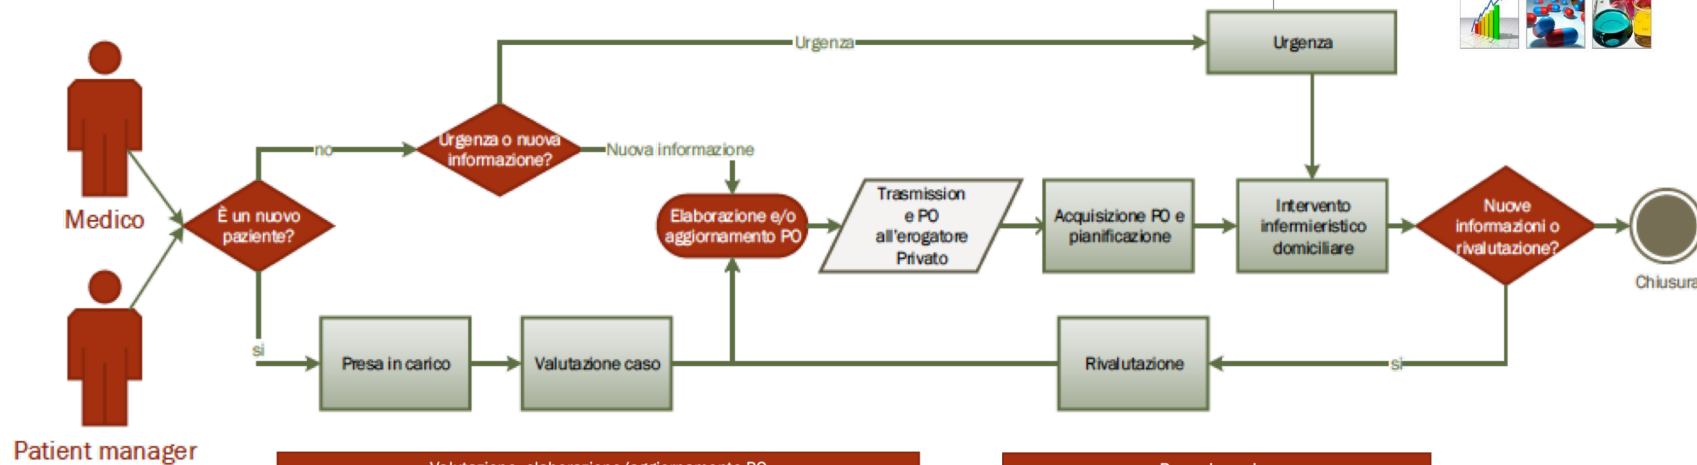 Urgenza
Urgenza
Medico
no
Urgenza o nuova
informazione?
Nuova informazione
È un nuovo
paziente?
Elaborazione e/o
aggiornamento PO
Trasmission
e PO
all'erogatore
Privato
Acquisizione PO e
pianificazione
Intervento
infermieristico
domiciliare
Nuove
informazioni o
rivalutazione?
Chiusura
si
Presa in carico
Valutazione caso
Rivalutazione
si
Patient manager